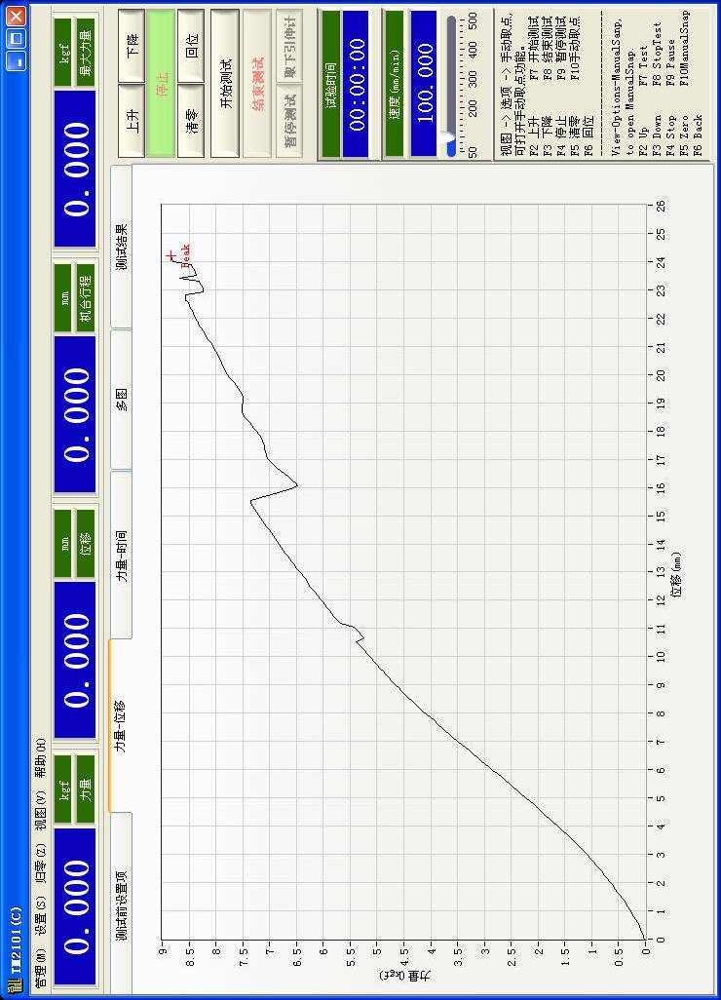 TM2101(C)
管理(M) 设置(S) 归零(Z) 视图(V) 帮助(H)
0.000 kgf 力量
0.000 mm 位移
0.000 mm 机台行程
0.000 kgf 最大力量
测试前设置项 力量-位移 力量-时间 多图 测试结果
上升 下降
停止
清零 回位
开始测试
结束测试
暂停测试 取下引伸计
试验时间
00:00:00
速度(mm/min)
100.000
50 200 300 400 500
视图 -> 选项 -> 手动取点,
可打开手动取点功能。
F2 上升 F7 开始测试
F3 下降 F8 结束测试
F4 停止 F9 暂停测试
F5 清零 F10手动取点
F6 回位
View-Options-ManualSanp,
to open ManualSnap.
F2 Up F7 Test
F3 Down F8 StopTest
F4 Stop F9 Pause
F5 Zero F10ManualSnap
F6 Back
力量(kgf)
9
8.5
8
7.5
7
6.5
6
5.5
5
4.5
4
3.5
3
2.5
2
1.5
1
0.5
0
Peak
0 1 2 3 4 5 6 7 8 9 10 11 12 13 14 15 16 17 18 19 20 21 22 23 24 25 26
位移(mm)